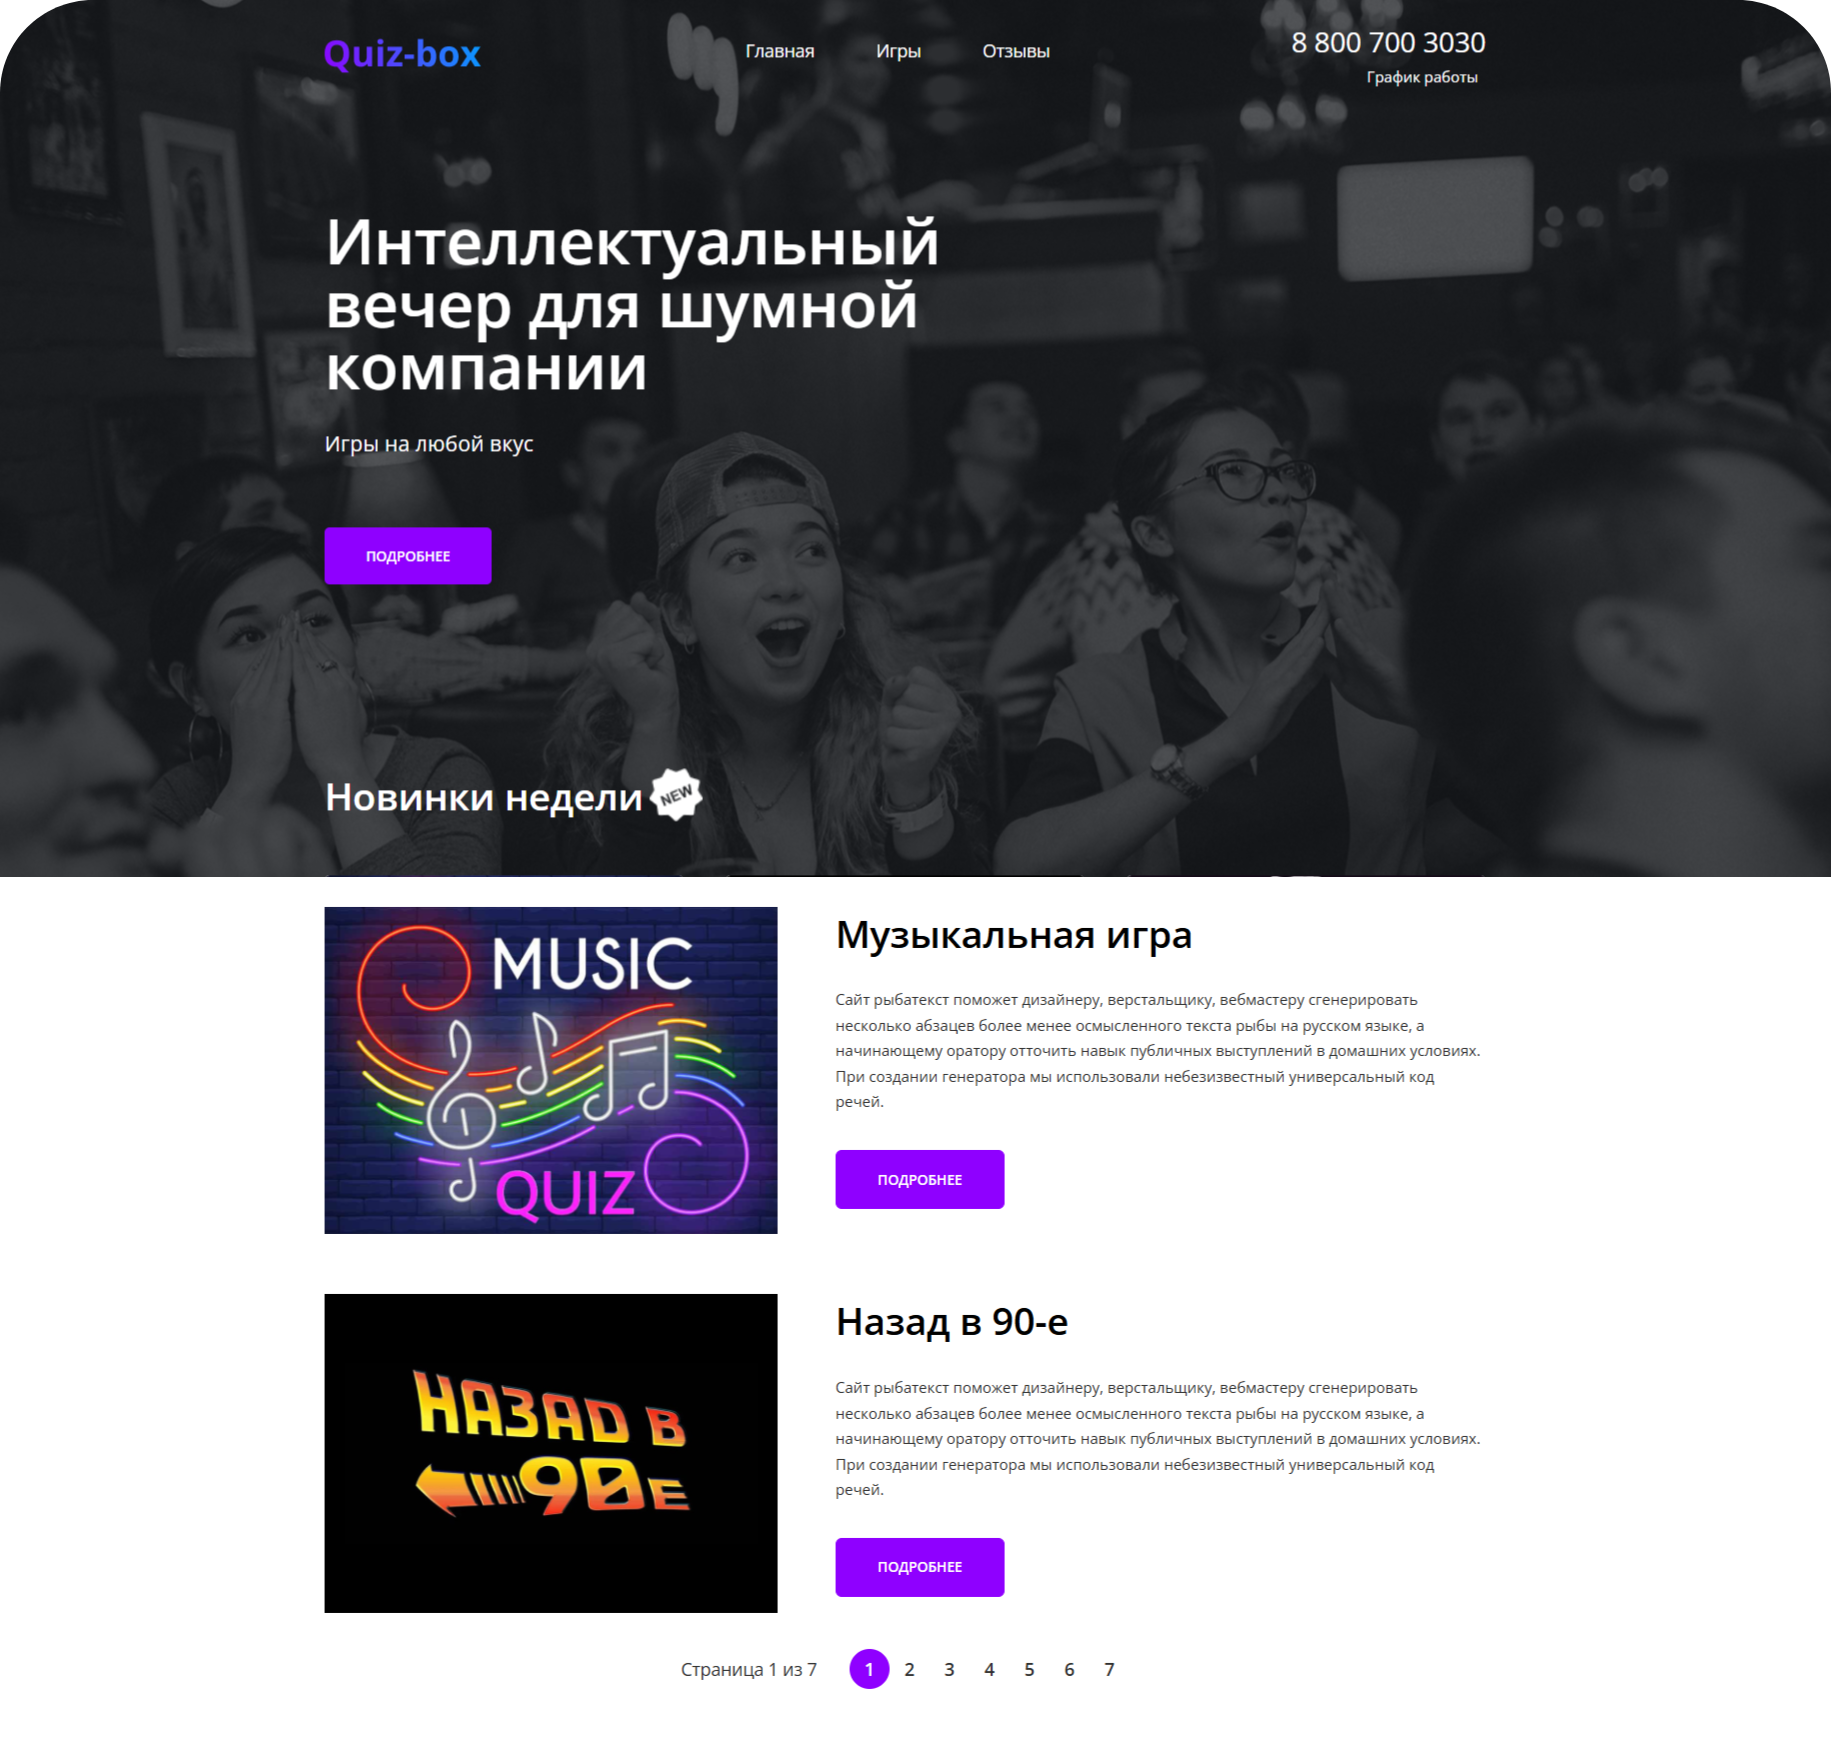 Quiz-box
Главная Игры Отзывы
8 800 700 3030
График работы
Интеллектуальный
вечер для шумной
компании
Игры на любой вкус
ПОДРОБНЕЕ
Новинки недели NEW
MUSIC
QUIZ
Музыкальная игра
Сайт рыбатекст поможет дизайнеру, верстальщику, вебмастеру сгенерировать
несколько абзацев более менее осмысленного текста рыбы на русском языке, а
начинающему оратору отточить навык публичных выступлений в домашних условиях.
При создании генератора мы использовали небезизвестный универсальный код
речей.
ПОДРОБНЕЕ
НАЗАД В
90Е
Назад в 90-е
Сайт рыбатекст поможет дизайнеру, верстальщику, вебмастеру сгенерировать
несколько абзацев более менее осмысленного текста рыбы на русском языке, а
начинающему оратору отточить навык публичных выступлений в домашних условиях.
При создании генератора мы использовали небезизвестный универсальный код
речей.
ПОДРОБНЕЕ
Страница 1 из 7 1 2 3 4 5 6 7